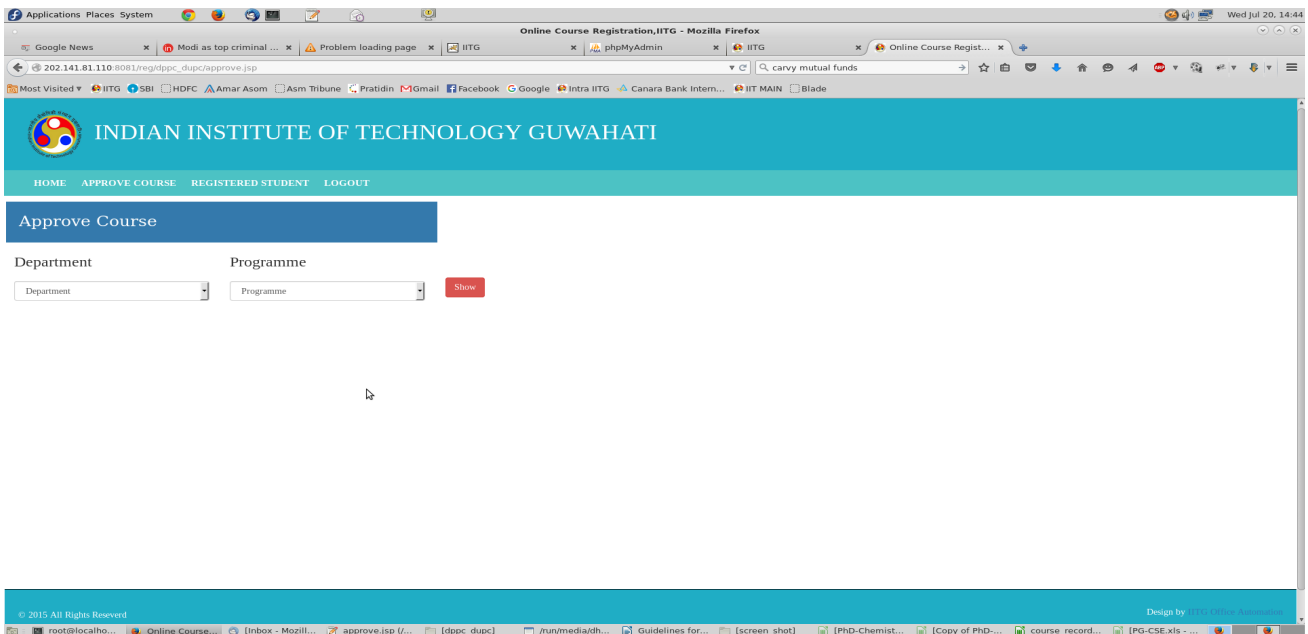 Applications Places System
Wed Jul 20, 14:44
Online Course Registration,IITG - Mozilla Firefox
Google News
Modi as top criminal ...
Problem loading page
IITG
phpMyAdmin
IITG
Online Course Regist...
202.141.81.110:8081/reg/dppc_dupc/approve.jsp
carvy mutual funds
Most Visited
IITG
SBI
HDFC
Amar Asom
Asm Tribune
Pratidin
Gmail
Facebook
Google
Intra IITG
Canara Bank Intern...
IIT MAIN
Blade
INDIAN INSTITUTE OF TECHNOLOGY GUWAHATI
HOME APPROVE COURSE REGISTERED STUDENT LOGOUT
Approve Course
Department Programme
Department Programme Show
© 2015 All Rights Reseverd
Design by IITG Office Automation
root@localho...
Online Course...
[Inbox - Mozill...
approve.jsp (/...
[dppc_dupc]
/run/media/dh...
Guidelines for...
[screen shot]
[PhD-Chemist...
[Copy of PhD-...
course_record...
[PG-CSE.xls - ...